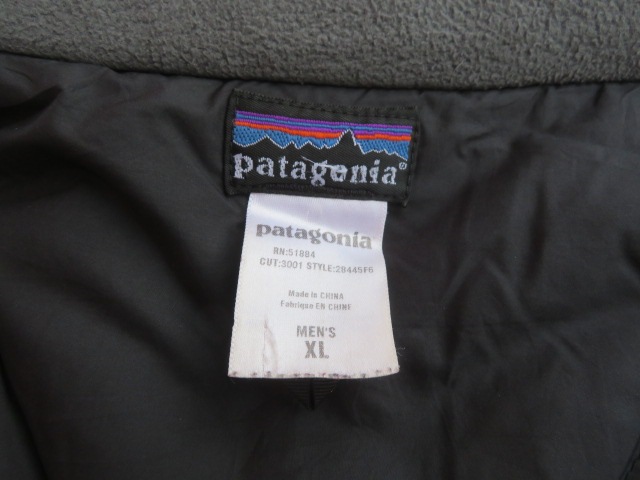 patagonia®
patagonia
RN:51884
CUT:3001 STYLE:28445F6
Made in CHINA
Fabriqué EN CHINE
MEN'S
XL